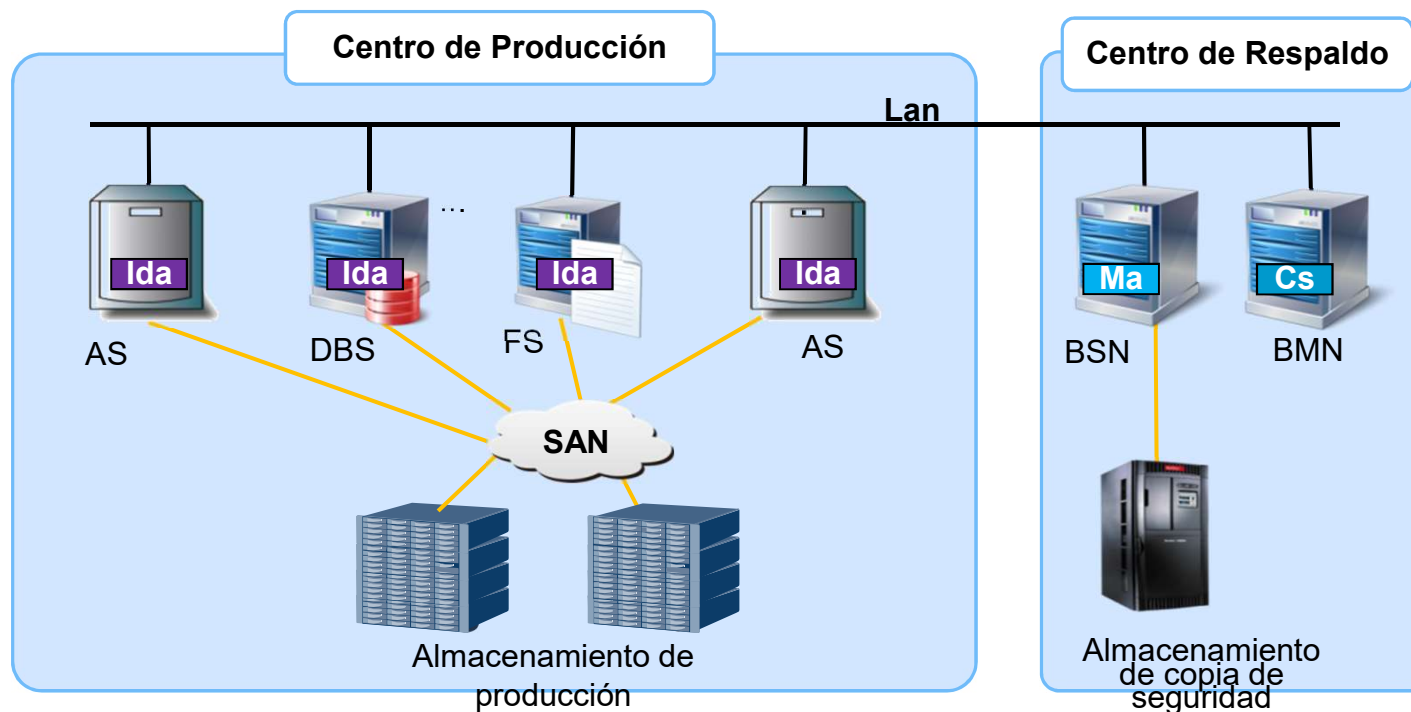 Centro de Producción
Centro de Respaldo
Lan
...
Ida
Ida
Ida
Ida
Ma
Cs
AS
DBS
FS
AS
BSN
BMN
SAN
Almacenamiento de
producción
Almacenamiento
de copia de
seguridad